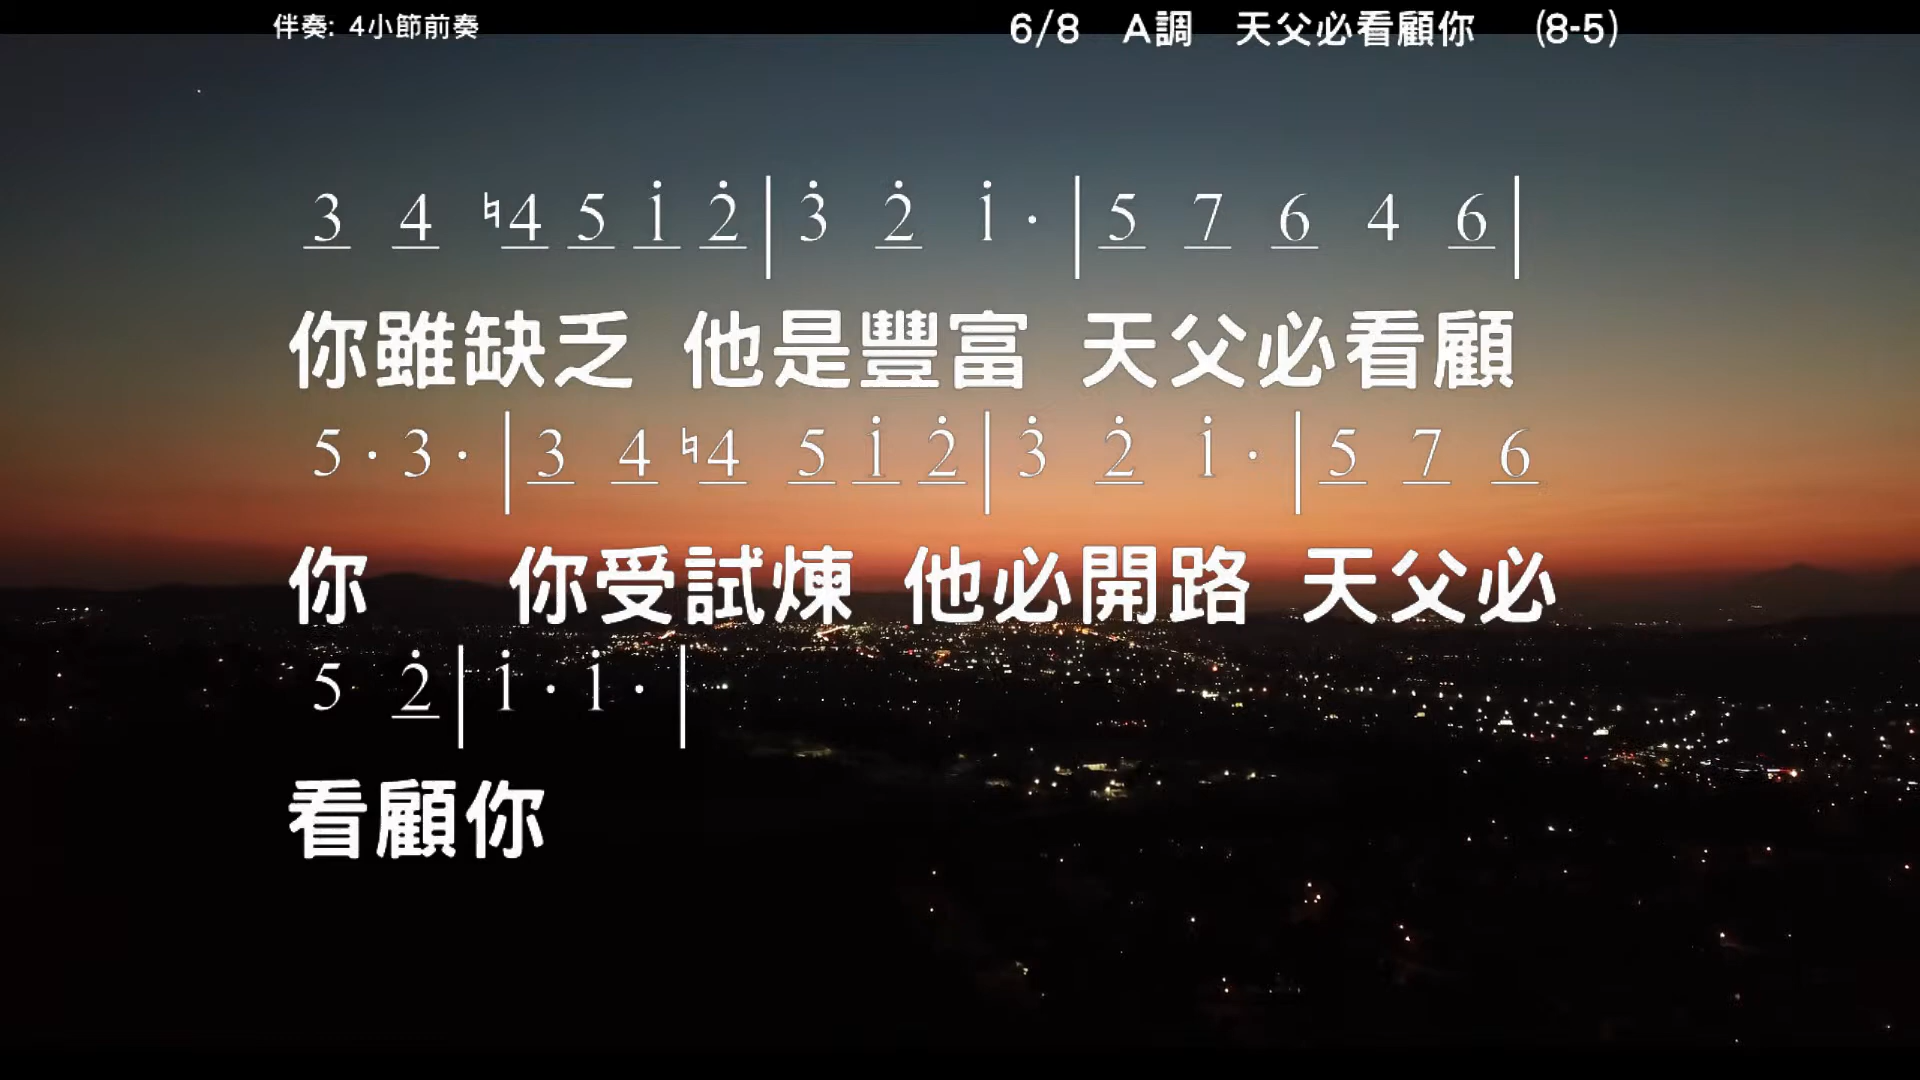 伴奏: 4小節前奏 6/8 A調 天父必看顧你 (8-5)
3 4 ♮4 5 i̇ 2̇ | 3̇ 2̇ i̇ · | 5 7 6 4 6 |
你雖缺乏 他是豐富 天父必看顧
5 · 3 · | 3 4 ♮4 5 i̇ 2̇ | 3̇ 2̇ i̇ · | 5 7 6
你 你受試煉 他必開路 天父必
5 2̇ | i̇ · i̇ · |
看顧你